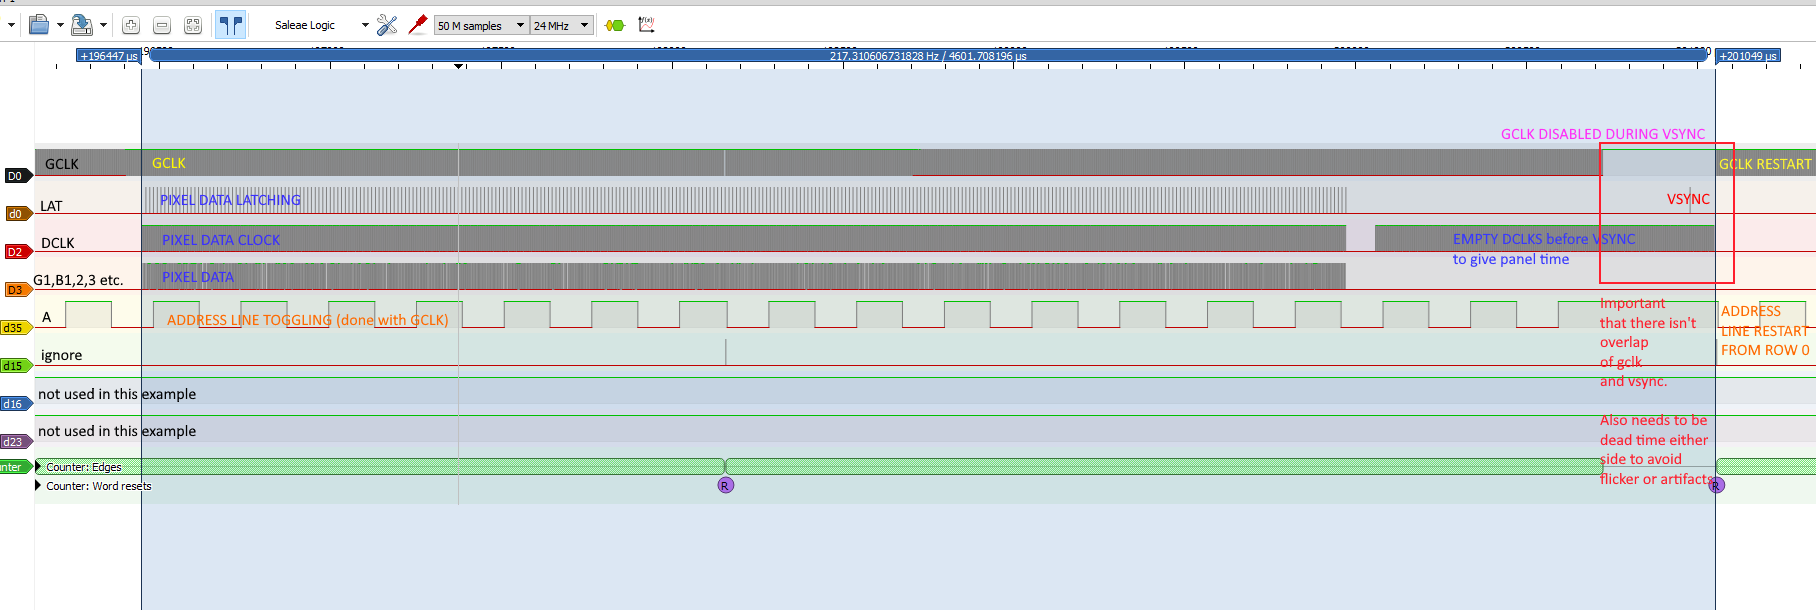 Saleae Logic
50 M samples
24 MHz
+196447 µs
217.310606731828 Hz / 4601.708196 µs
+201049 µs
GCLK DISABLED DURING VSYNC
D0
GCLK
GCLK
GCLK RESTART
d0
LAT
PIXEL DATA LATCHING
VSYNC
D2
DCLK
PIXEL DATA CLOCK
EMPTY DCLKS before VSYNC
to give panel time
D3
G1,B1,2,3 etc.
PIXEL DATA
d35
A
ADDRESS LINE TOGGLING (done with GCLK)
Important
that there isn't
overlap
of gclk
and vsync.
ADDRESS
LINE RESTART
FROM ROW 0
d15
ignore
d16
not used in this example
d23
not used in this example
Also needs to be
dead time either
side to avoid
flicker or artifacts
nter
Counter: Edges
Counter: Word resets
R
R